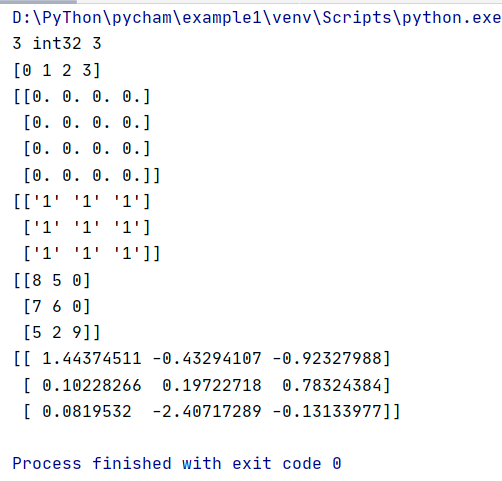 D:\PyThon\pycham\example1\venv\Scripts\python.exe
3 int32 3
[0 1 2 3]
[[0. 0. 0. 0.]
 [0. 0. 0. 0.]
 [0. 0. 0. 0.]
 [0. 0. 0. 0.]]
[['1' '1' '1']
 ['1' '1' '1']
 ['1' '1' '1']]
[[8 5 0]
 [7 6 0]
 [5 2 9]]
[[ 1.44374511 -0.43294107 -0.92327988]
 [ 0.10228266  0.19722718  0.78324384]
 [ 0.0819532  -2.40717289 -0.13133977]]
Process finished with exit code 0